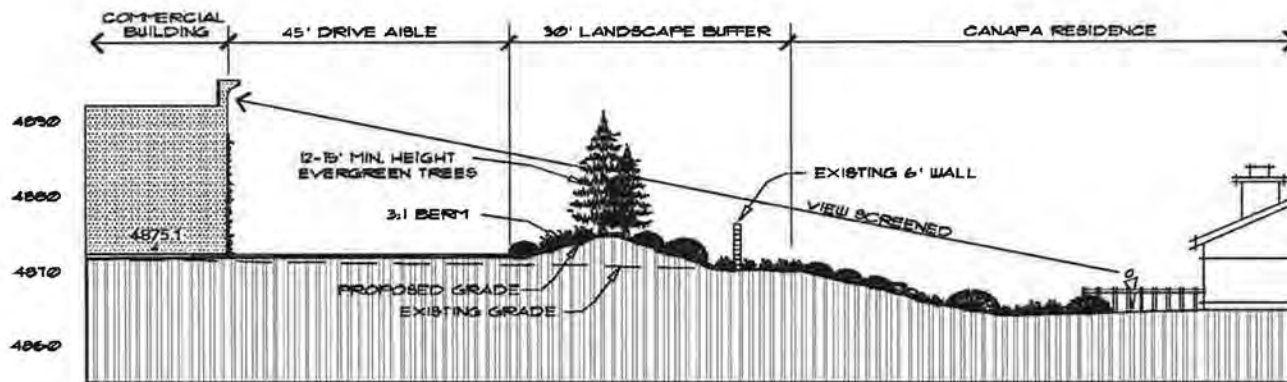 COMMERCIAL
BUILDING
45' DRIVE AISLE
30' LANDSCAPE BUFFER
CANAPA RESIDENCE
4890
4880
4870
4860
12-15' MIN. HEIGHT
EVERGREEN TREES
3:1 BERM
4875.1
EXISTING 6' WALL
VIEW SCREENED
PROPOSED GRADE
EXISTING GRADE